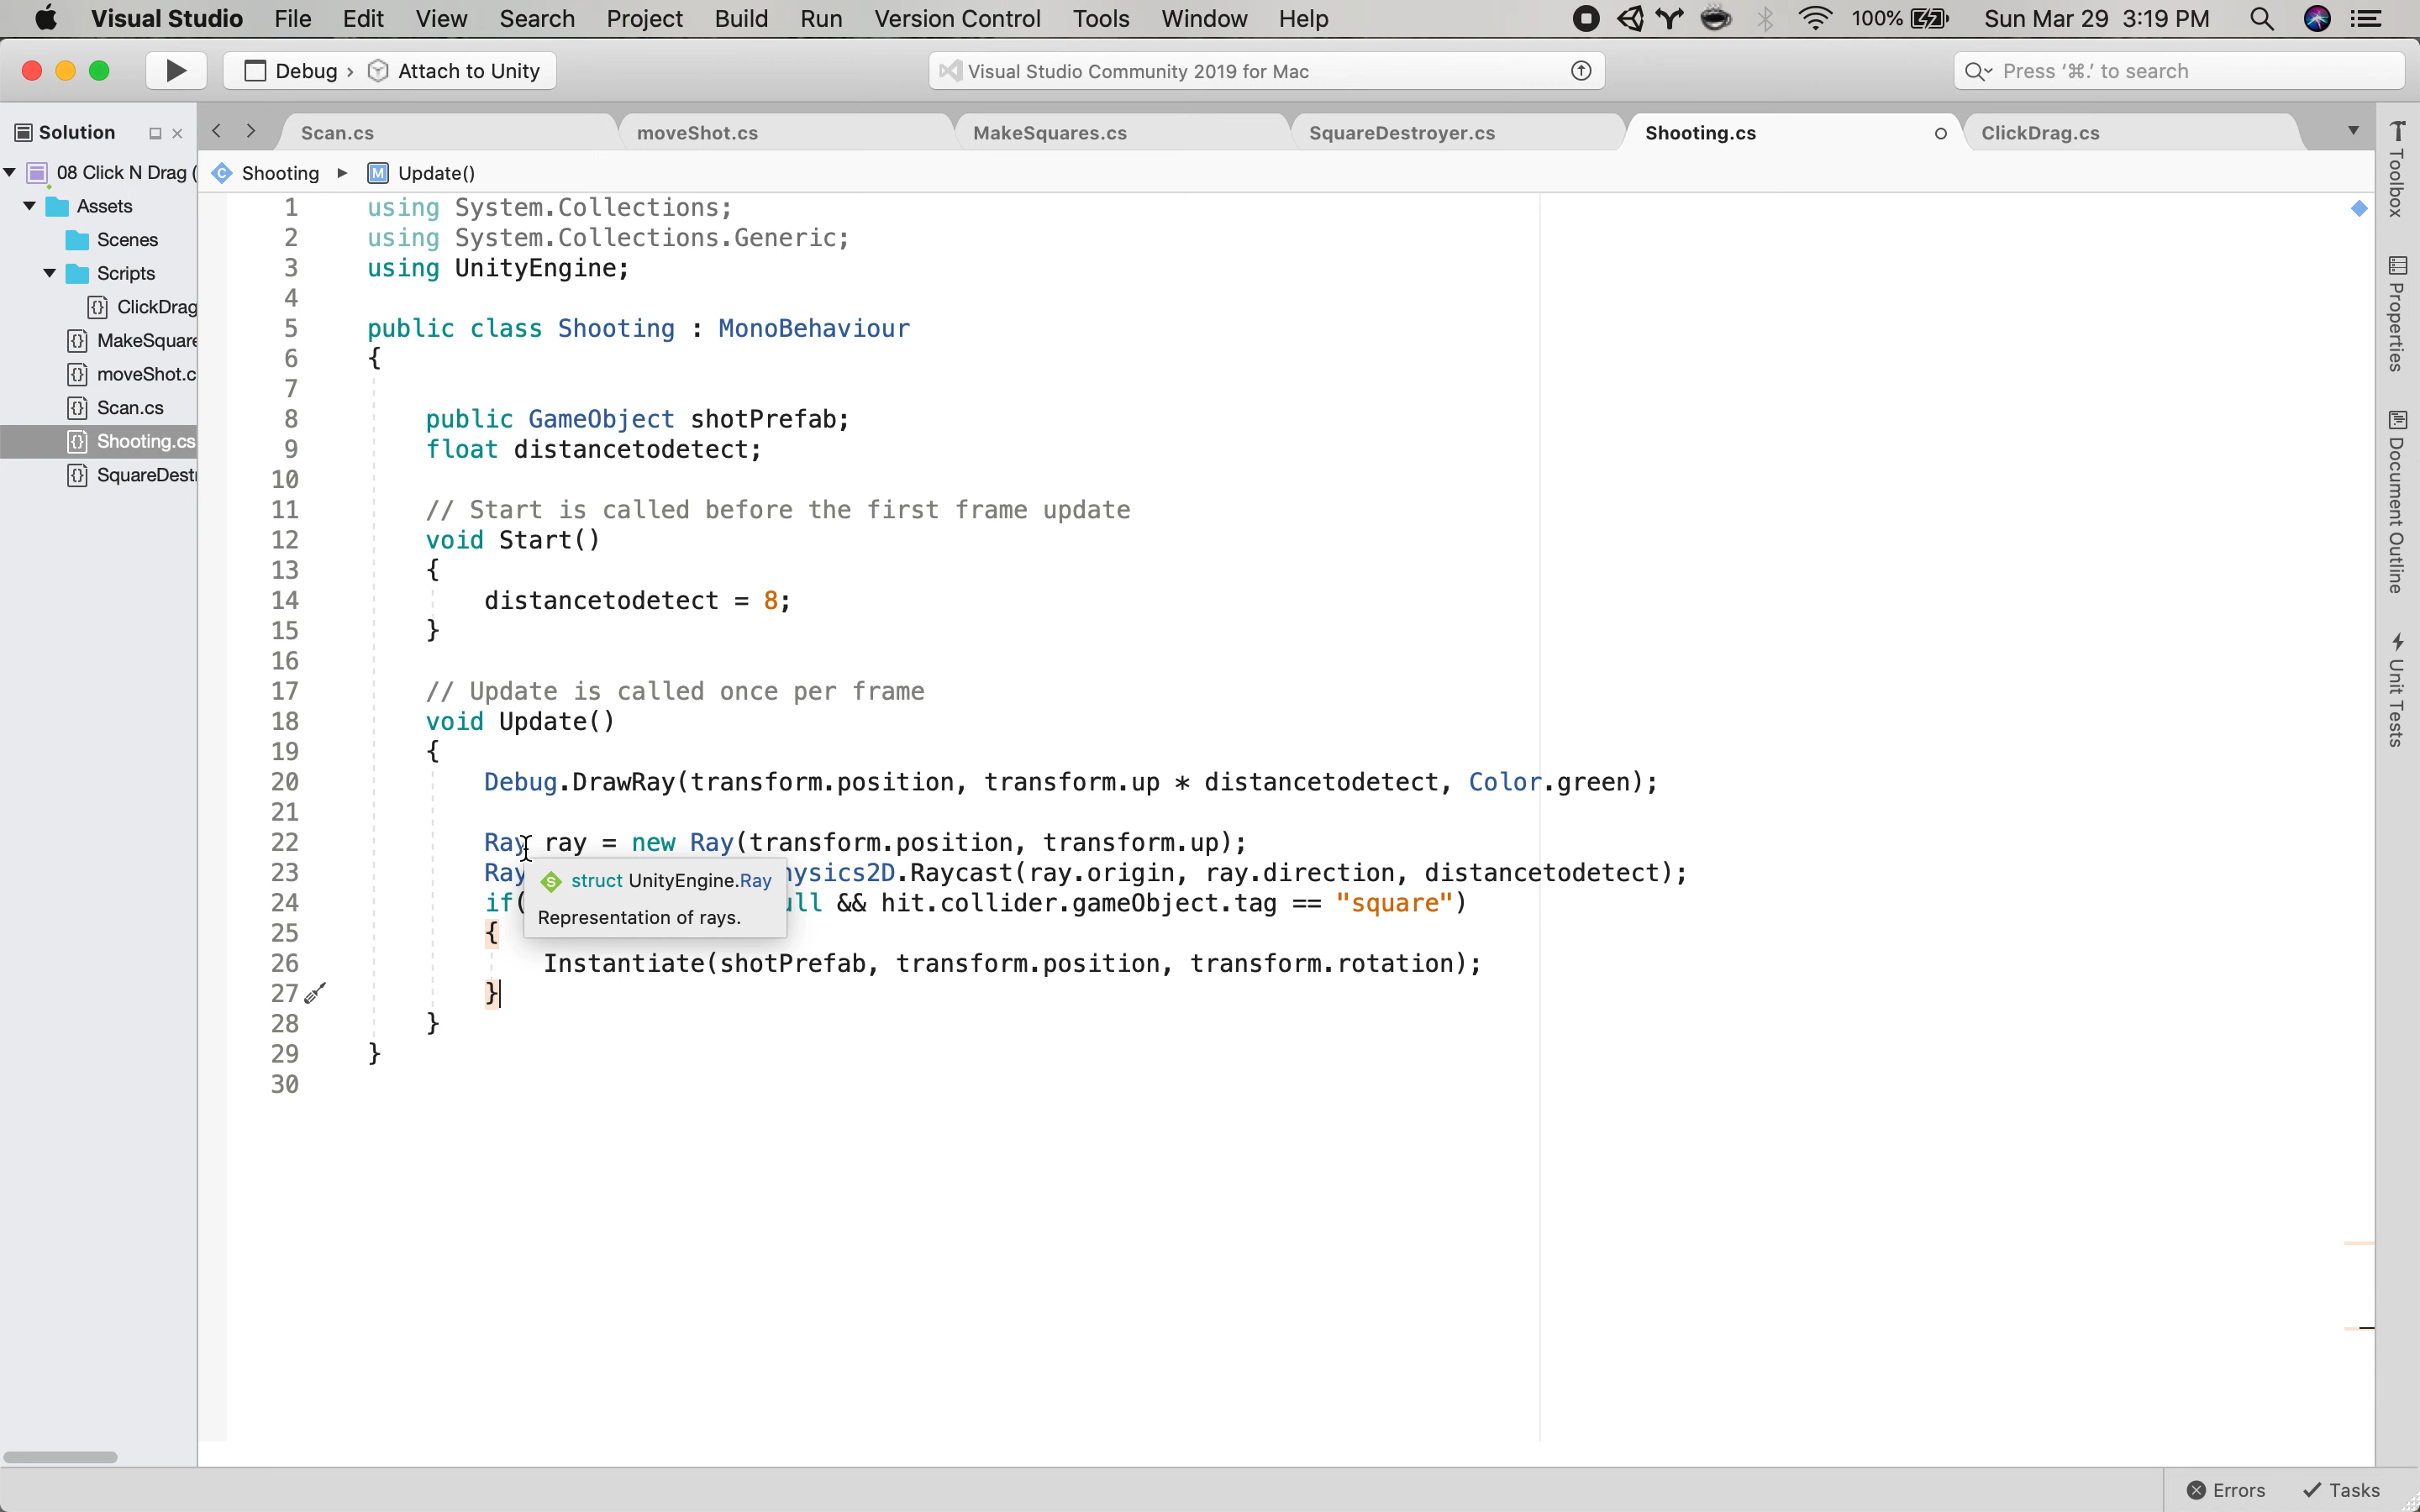 Visual Studio File Edit View Search Project Build Run Version Control Tools Window Help 100% Sun Mar 29 3:19 PM
Debug › Attach to Unity
Visual Studio Community 2019 for Mac
Press ‘⌘.’ to search
Solution
Scan.cs
moveShot.cs
MakeSquares.cs
SquareDestroyer.cs
Shooting.cs
ClickDrag.cs
08 Click N Drag (
Assets
Scenes
Scripts
ClickDrag
MakeSquare
moveShot.c
Scan.cs
Shooting.cs
SquareDest
Shooting ▶ M Update()
1 using System.Collections;
2 using System.Collections.Generic;
3 using UnityEngine;
4
5 public class Shooting : MonoBehaviour
6 {
7
8 public GameObject shotPrefab;
9 float distancetodetect;
10
11 // Start is called before the first frame update
12 void Start()
13 {
14 distancetodetect = 8;
15 }
16
17 // Update is called once per frame
18 void Update()
19 {
20 Debug.DrawRay(transform.position, transform.up * distancetodetect, Color.green);
21
22 Ray ray = new Ray(transform.position, transform.up);
23 Ray ysics2D.Raycast(ray.origin, ray.direction, distancetodetect);
24 if( ull && hit.collider.gameObject.tag == "square")
25 {
26 Instantiate(shotPrefab, transform.position, transform.rotation);
27 }
28 }
29 }
30
S struct UnityEngine.Ray
Representation of rays.
Toolbox
Properties
Document Outline
Unit Tests
Errors
Tasks